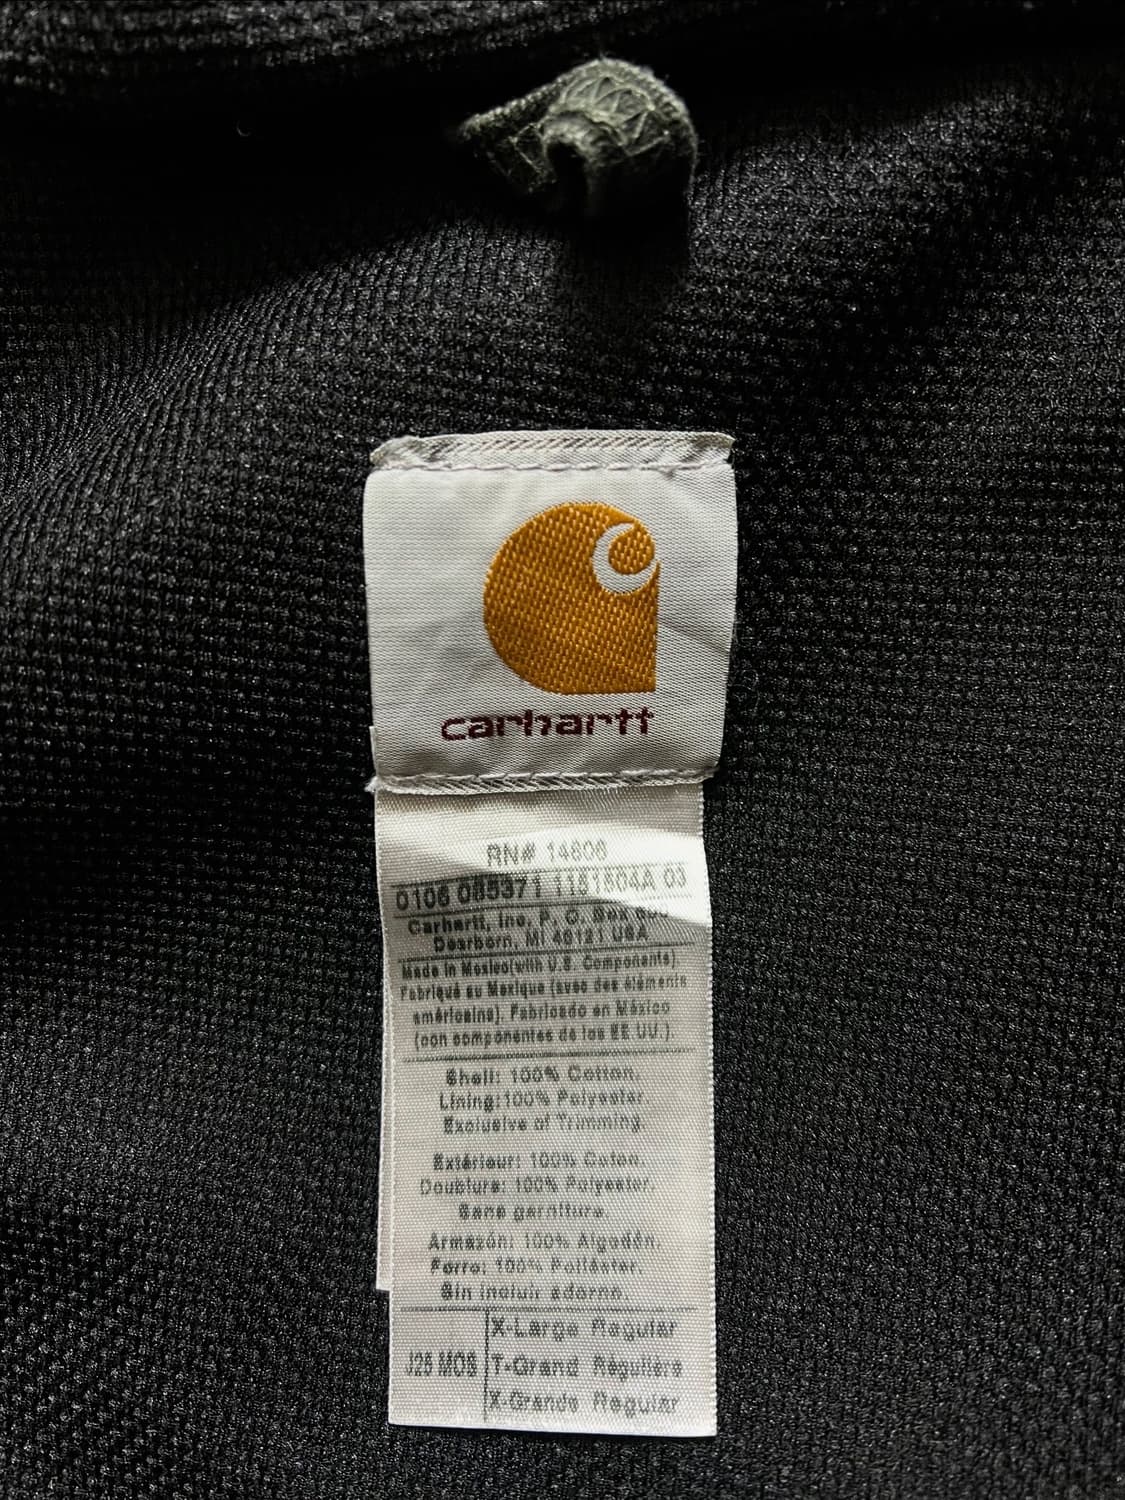 carhartt
RN# 14806
0106 085371 1151504A 03
Carhartt, Inc, P. O. Box 600
Dearborn, MI 48121 USA
Made in Mexico(with U.S. Components)
Fabriqué au Mexique (avec des éléments
américains). Fabricado en México
(con componentes de los EE UU.)
Shell: 100% Cotton.
Lining:100% Polyester
Exclusive of Trimming.
Extérieur: 100% Coton.
Doublure: 100% Polyester.
Sans garniture.
Armazón: 100% Algodón.
Forro: 100% Poliéster.
Sin incluir adorno.
J25 MOS
X-Large Regular
T-Grand Régulière
X-Grande Regular